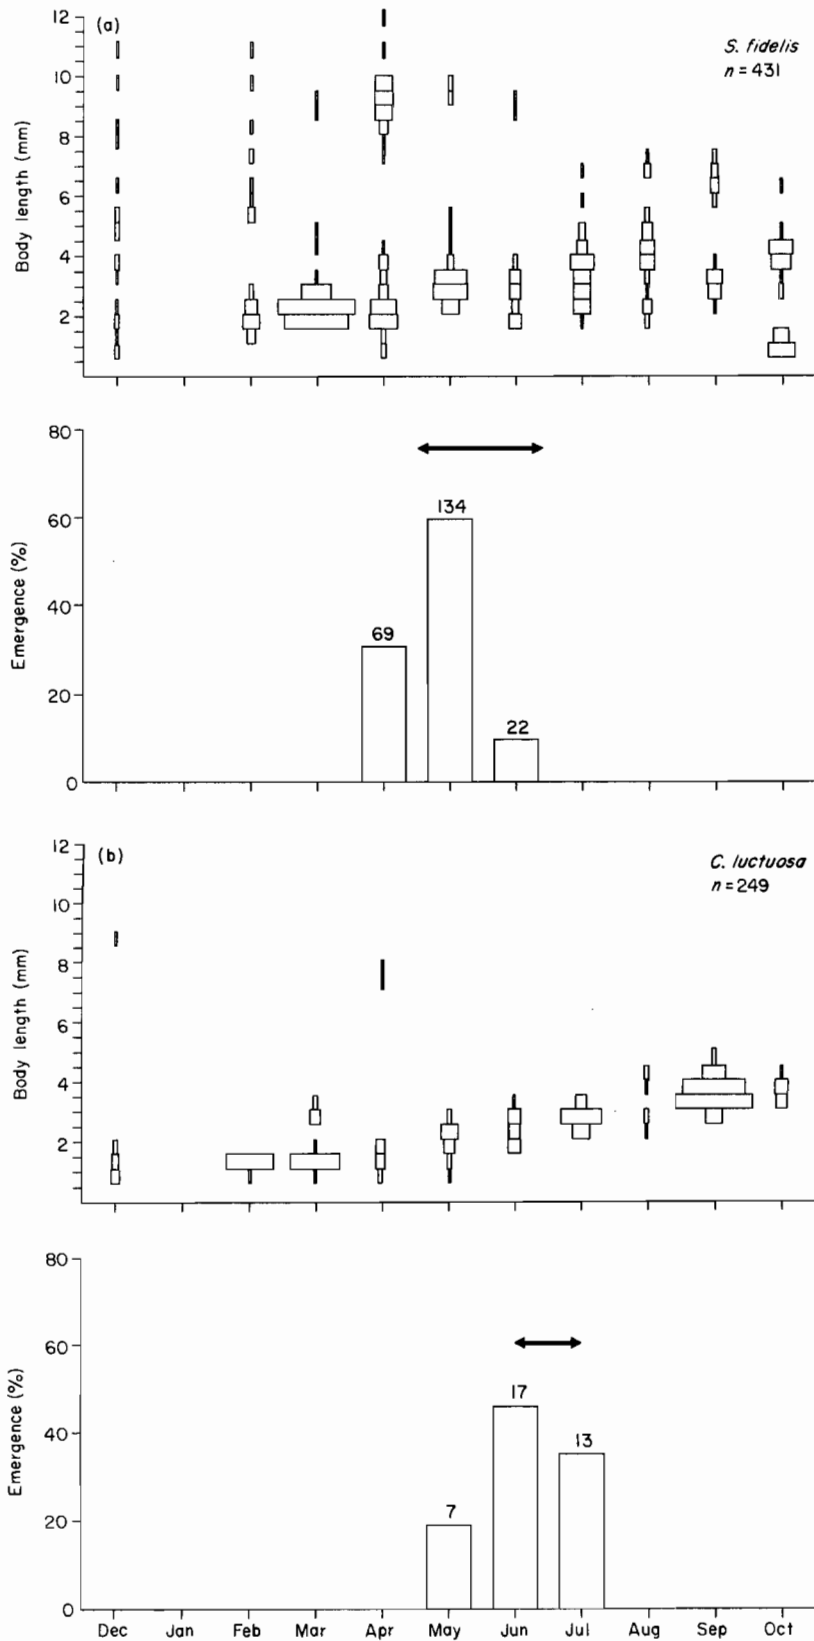 (a)
S. fidelis
n = 431
12
10
8
6
4
2
Body length (mm)
80
60
40
20
0
Emergence (%)
69
134
22
(b)
C. luctuosa
n = 249
12
10
8
6
4
2
Body length (mm)
80
60
40
20
0
Emergence (%)
7
17
13
Dec Jan Feb Mar Apr May Jun Jul Aug Sep Oct